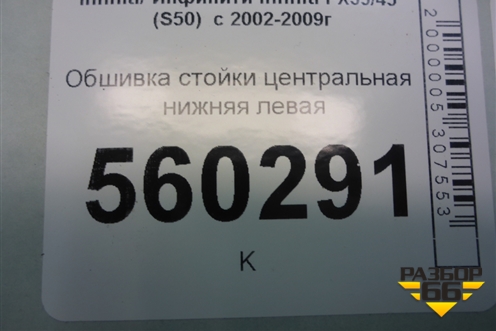 (S50) с 2002-2009г
Обшивка стойки центральная
нижняя левая
560291
К
2000005307553
РАЗБОР
66